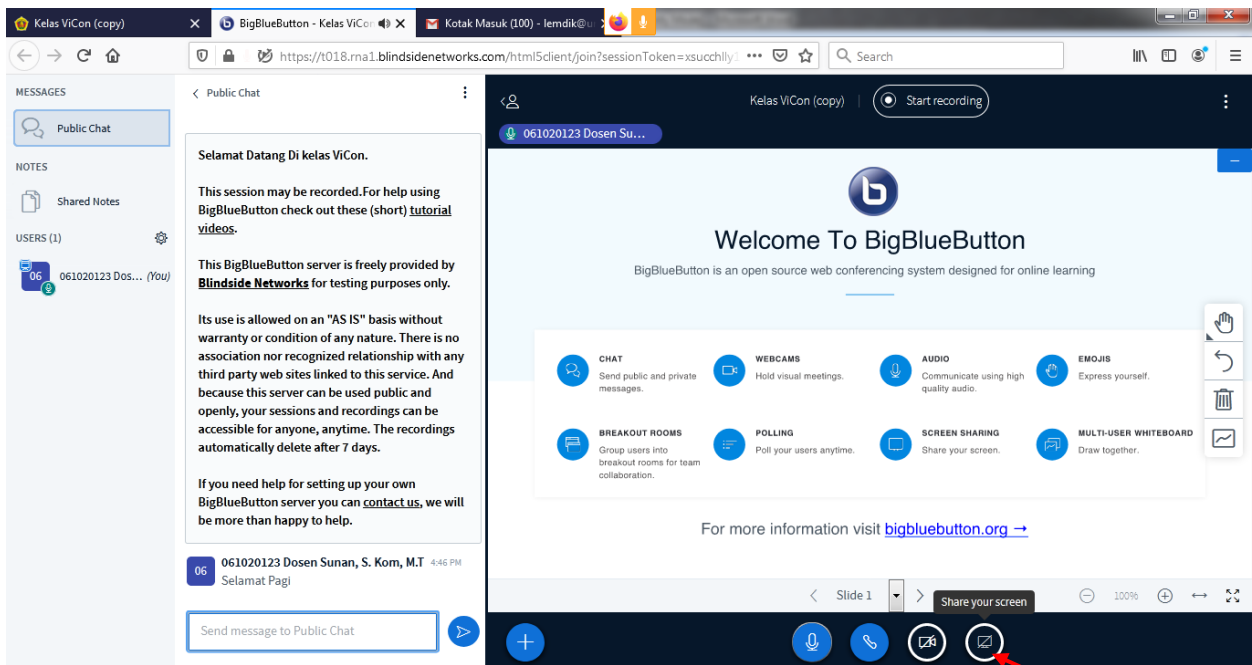 Kelas ViCon (copy)
BigBlueButton - Kelas ViCon
Kotak Masuk (100) - lemdik@u
https://t018.rna1.blindsidenetworks.com/html5client/join?sessionToken=xsucchlly
Search
MESSAGES
Public Chat
NOTES
Shared Notes
USERS (1)
06
061020123 Dos... (You)
Public Chat
Selamat Datang Di kelas ViCon.
This session may be recorded.For help using
BigBlueButton check out these (short) tutorial
videos.
This BigBlueButton server is freely provided by
Blindside Networks for testing purposes only.
Its use is allowed on an "AS IS" basis without
warranty or condition of any nature. There is no
association nor recognized relationship with any
third party web sites linked to this service. And
because this server can be used public and
openly, your sessions and recordings can be
accessible for anyone, anytime. The recordings
automatically delete after 7 days.
If you need help for setting up your own
BigBlueButton server you can contact us, we will
be more than happy to help.
06
061020123 Dosen Sunan, S. Kom, M.T 4:46 PM
Selamat Pagi
Send message to Public Chat
Kelas ViCon (copy) | Start recording
061020123 Dosen Su...
Welcome To BigBlueButton
BigBlueButton is an open source web conferencing system designed for online learning
CHAT
Send public and private
messages.
WEBCAMS
Hold visual meetings.
AUDIO
Communicate using high
quality audio.
EMOJIS
Express yourself.
BREAKOUT ROOMS
Group users into
breakout rooms for team
collaboration.
POLLING
Poll your users anytime.
SCREEN SHARING
Share your screen.
MULTI-USER WHITEBOARD
Draw together.
For more information visit bigbluebutton.org →
Slide 1
Share your screen
100%